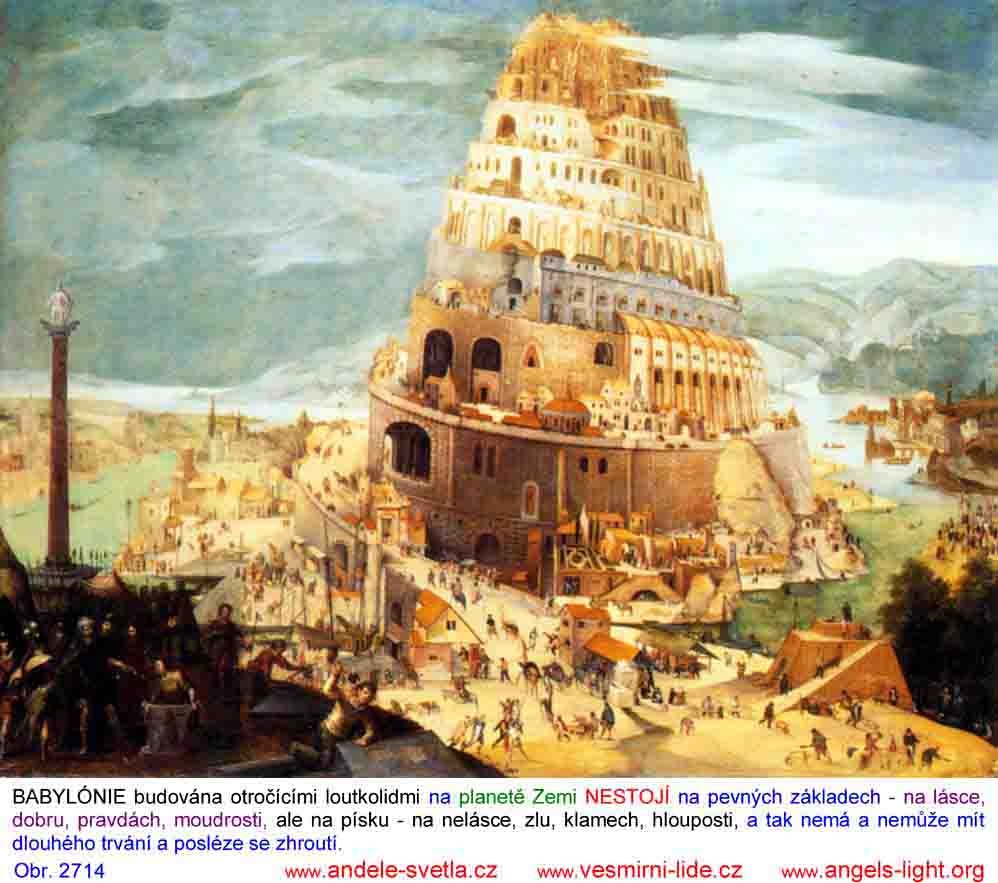 BABYLÓNIE budována otročícími loutkolidmi na planetě Zemi NESTOJÍ na pevných základech - na lásce,
dobru, pravdách, moudrosti, ale na písku - na nelásce, zlu, klamech, hlouposti, a tak nemá a nemůže mít
dlouhého trvání a posléze se zhroutí.
Obr. 2714 www.andele-svetla.cz www.vesmirni-lide.cz www.angels-light.org